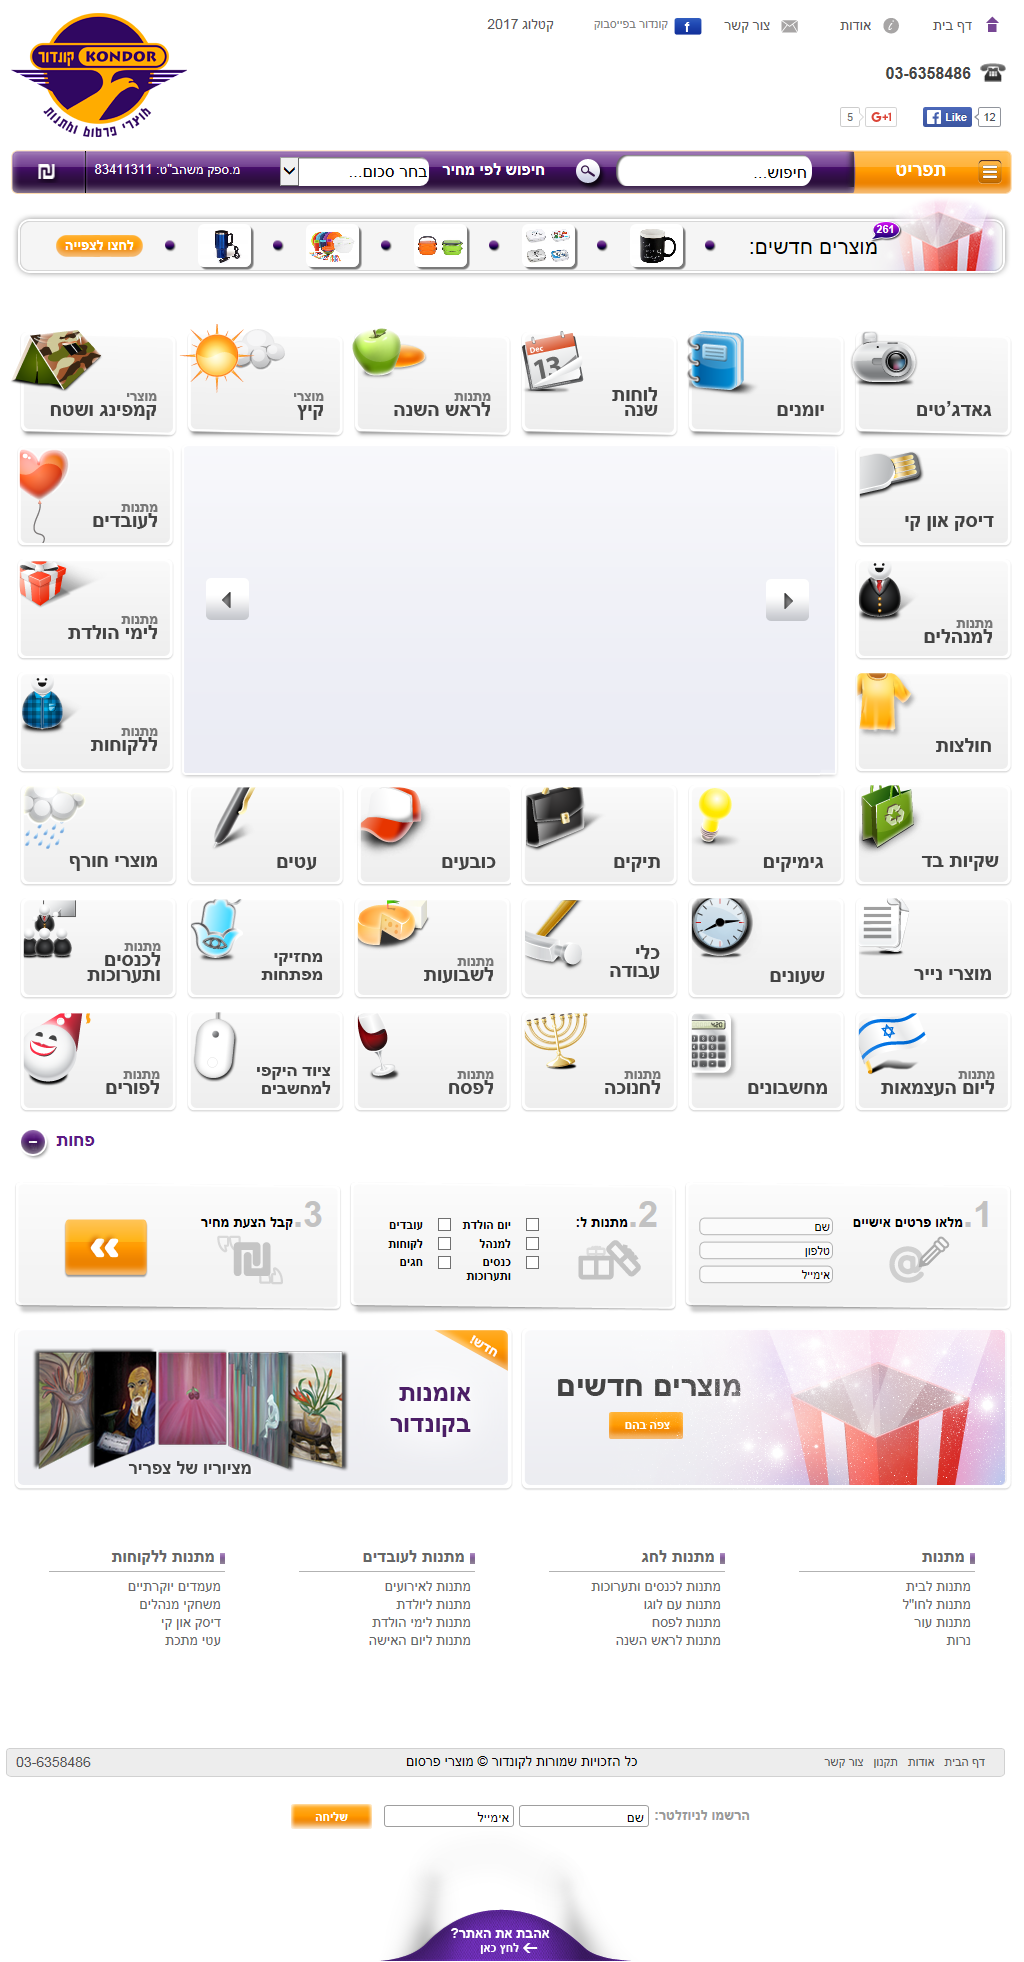 דף בית
אודות
צור קשר
f קונדור בפייסבוק
קטלוג 2017
KONDOR קונדור
מוצרי פרסום ומתנות
03-6358486
12 Like
G+1 5
תפריט
חיפוש...
חיפוש לפי מחיר
בחר סכום...
מ.ספק משהב"ט: 83411311
₪
261
מוצרים חדשים:
לחצו לצפייה
גאדג'טים
יומנים
Dec
13
לוחות
שנה
מתנות
לראש השנה
מוצרי
קיץ
מוצרי
קמפינג ושטח
דיסק און קי
מתנות
לעובדים
מתנות
למנהלים
מתנות
לימי הולדת
חולצות
מתנות
ללקוחות
שקיות בד
גימיקים
תיקים
כובעים
עטים
מוצרי חורף
מוצרי נייר
שעונים
כלי
עבודה
מתנות
לשבועות
מחזיקי
מפתחות
מתנות
לכנסים
ותערוכות
מתנות
ליום העצמאות
מחשבונים
מתנות
לחנוכה
מתנות
לפסח
ציוד היקפי
למחשבים
מתנות
לפורים
פחות
1. מלאו פרטים אישיים
שם
טלפון
אימייל
2. מתנות ל:
יום הולדת
עובדים
למנהל
לקוחות
כנסים
ותערוכות
חגים
3. קבל הצעת מחיר
מוצרים חדשים
צפה בהם
חדש!
אומנות
בקונדור
מציוריו של צפריר
מתנות
מתנות לבית
מתנות לחו"ל
מתנות עור
נרות
מתנות לחג
מתנות לכנסים ותערוכות
מתנות עם לוגו
מתנות לפסח
מתנות לראש השנה
מתנות לעובדים
מתנות לאירועים
מתנות ליולדת
מתנות לימי הולדת
מתנות ליום האישה
מתנות ללקוחות
מעמדים יוקרתיים
משחקי מנהלים
דיסק און קי
עטי מתכת
דף הבית אודות תקנון צור קשר
כל הזכויות שמורות לקונדור © מוצרי פרסום
03-6358486
הרשמו לניוזלטר:
שם
אימייל
שליחה
אהבת את האתר?
לחץ כאן